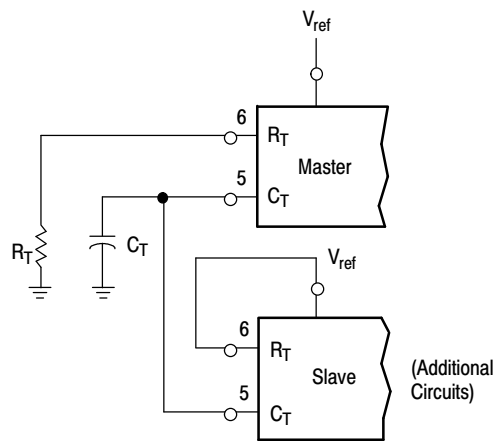 Vref
6
RT
Master
5
CT
RT
CT
Vref
6
RT
Slave
(Additional
Circuits)
5
CT